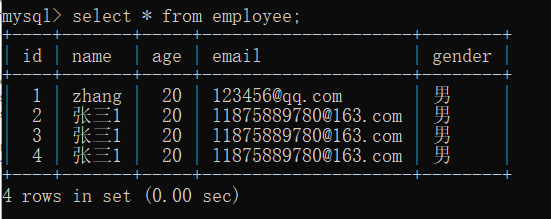 mysql> select * from employee;
+----+-------+-----+--------------------+--------+
| id | name | age | email | gender |
+----+-------+-----+--------------------+--------+
| 1 | zhang | 20 | 123456@qq.com | 男 |
| 2 | 张三1 | 20 | 11875889780@163.com | 男 |
| 3 | 张三1 | 20 | 11875889780@163.com | 男 |
| 4 | 张三1 | 20 | 11875889780@163.com | 男 |
+----+-------+-----+--------------------+--------+
4 rows in set (0.00 sec)